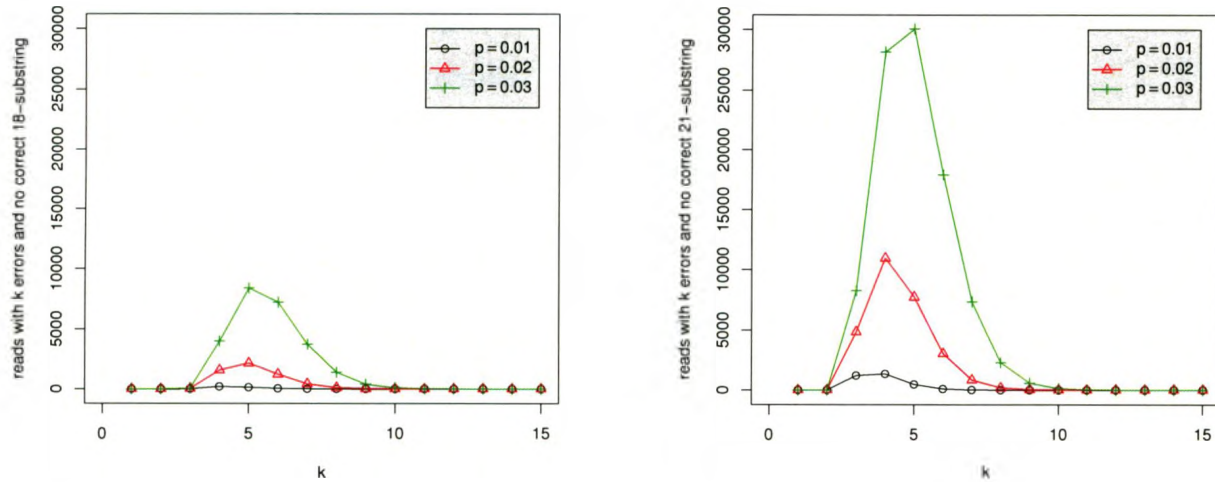 reads with k errors and no correct 18−substring
30000
25000
20000
15000
10000
5000
0
p = 0.01
p = 0.02
p = 0.03
0 5 10 15
k
reads with k errors and no correct 21−substring
30000
25000
20000
15000
10000
5000
0
p = 0.01
p = 0.02
p = 0.03
0 5 10 15
k